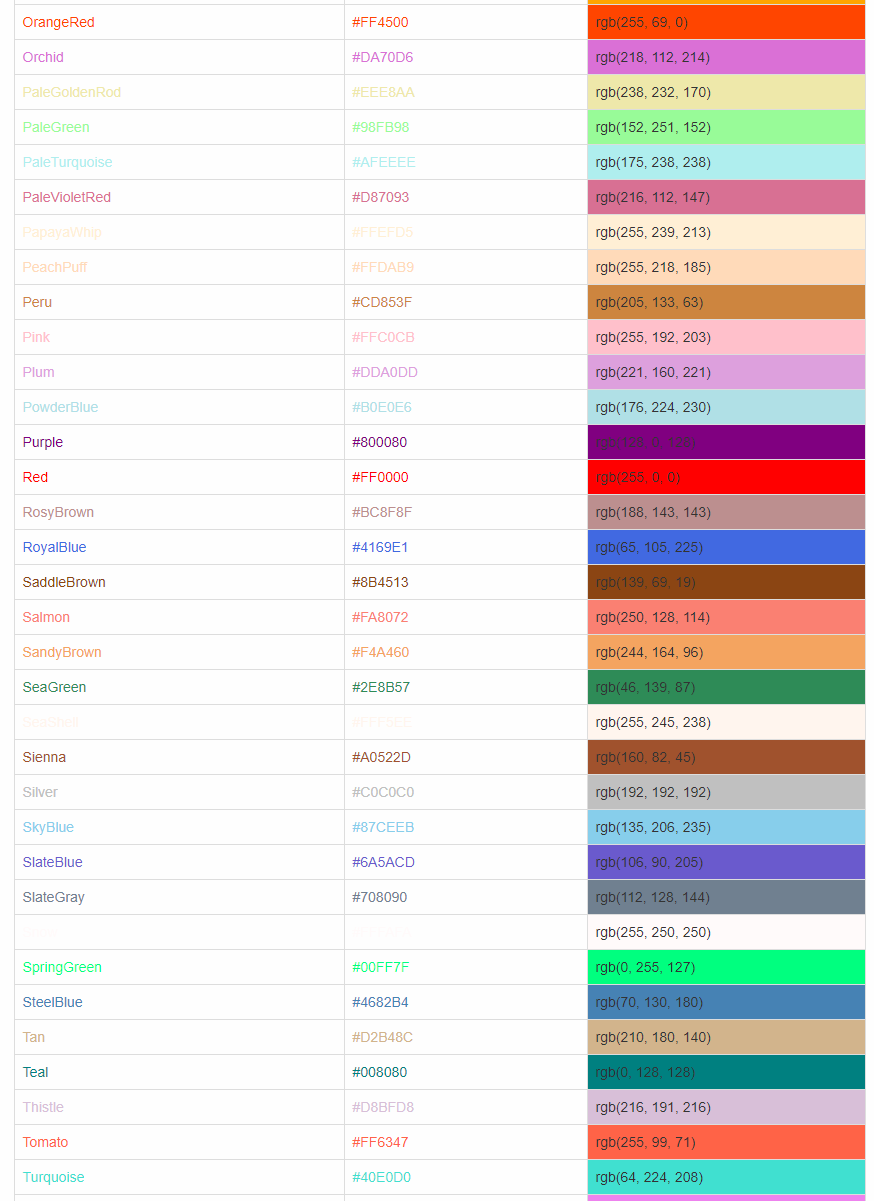 OrangeRed #FF4500 rgb(255, 69, 0)
Orchid #DA70D6 rgb(218, 112, 214)
PaleGoldenRod #EEE8AA rgb(238, 232, 170)
PaleGreen #98FB98 rgb(152, 251, 152)
PaleTurquoise #AFEEEE rgb(175, 238, 238)
PaleVioletRed #D87093 rgb(216, 112, 147)
PapayaWhip #FFEFD5 rgb(255, 239, 213)
PeachPuff #FFDAB9 rgb(255, 218, 185)
Peru #CD853F rgb(205, 133, 63)
Pink #FFC0CB rgb(255, 192, 203)
Plum #DDA0DD rgb(221, 160, 221)
PowderBlue #B0E0E6 rgb(176, 224, 230)
Purple #800080 rgb(128, 0, 128)
Red #FF0000 rgb(255, 0, 0)
RosyBrown #BC8F8F rgb(188, 143, 143)
RoyalBlue #4169E1 rgb(65, 105, 225)
SaddleBrown #8B4513 rgb(139, 69, 19)
Salmon #FA8072 rgb(250, 128, 114)
SandyBrown #F4A460 rgb(244, 164, 96)
SeaGreen #2E8B57 rgb(46, 139, 87)
SeaShell #FFF5EE rgb(255, 245, 238)
Sienna #A0522D rgb(160, 82, 45)
Silver #C0C0C0 rgb(192, 192, 192)
SkyBlue #87CEEB rgb(135, 206, 235)
SlateBlue #6A5ACD rgb(106, 90, 205)
SlateGray #708090 rgb(112, 128, 144)
rgb(255, 250, 250)
SpringGreen #00FF7F rgb(0, 255, 127)
SteelBlue #4682B4 rgb(70, 130, 180)
Tan #D2B48C rgb(210, 180, 140)
Teal #008080 rgb(0, 128, 128)
Thistle #D8BFD8 rgb(216, 191, 216)
Tomato #FF6347 rgb(255, 99, 71)
Turquoise #40E0D0 rgb(64, 224, 208)